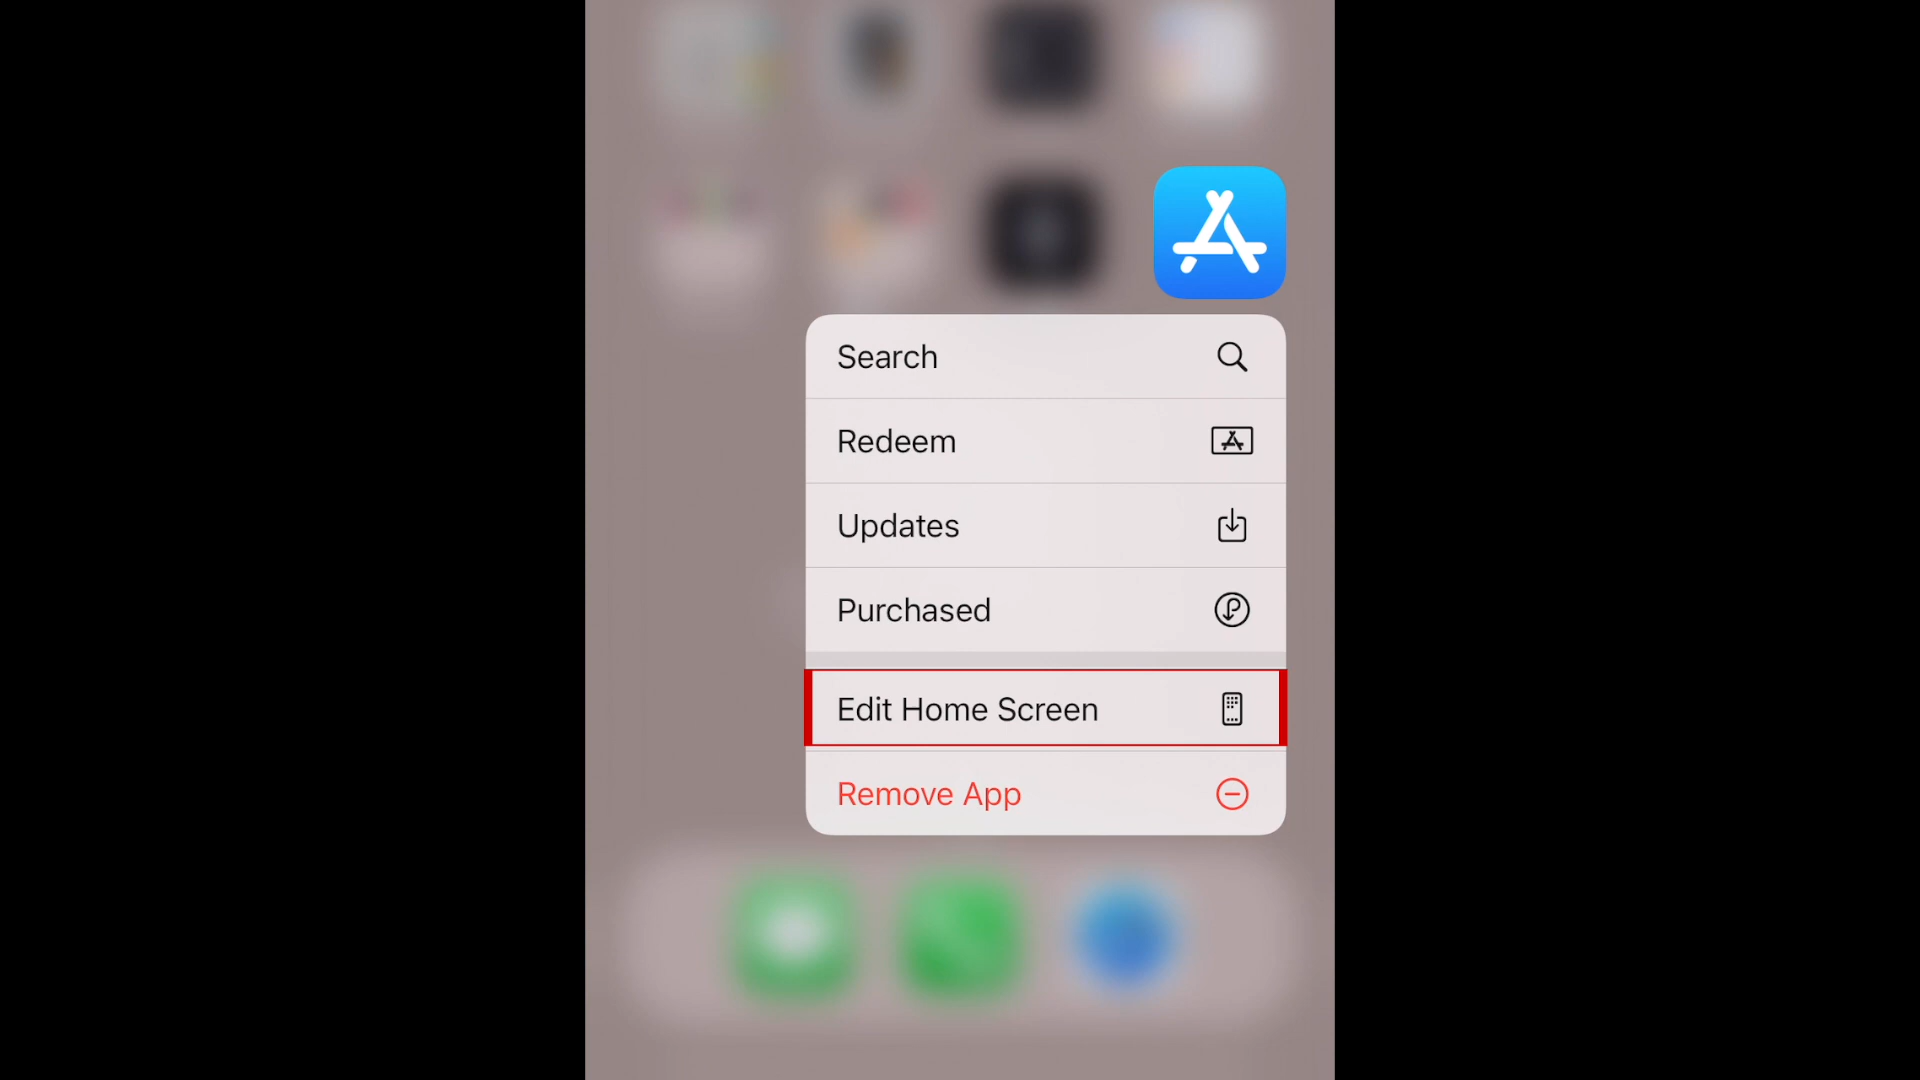 Search
Redeem
Updates
Purchased
Edit Home Screen
Remove App